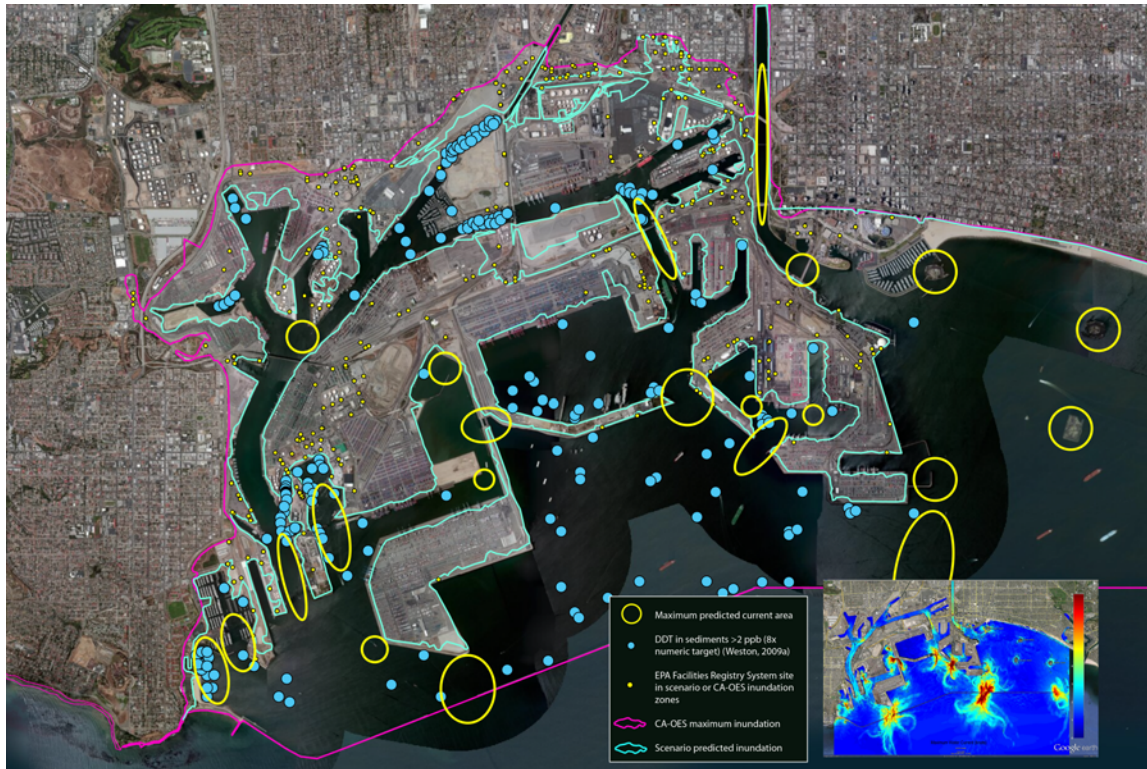 Maximum predicted current area
DDT in sediments >2 ppb (8x
numeric target) (Weston, 2009a)
EPA Facilities Registry System site
in scenario or CA-OES inundation
zones
CA-OES maximum inundation
Scenario predicted inundation
Google earth